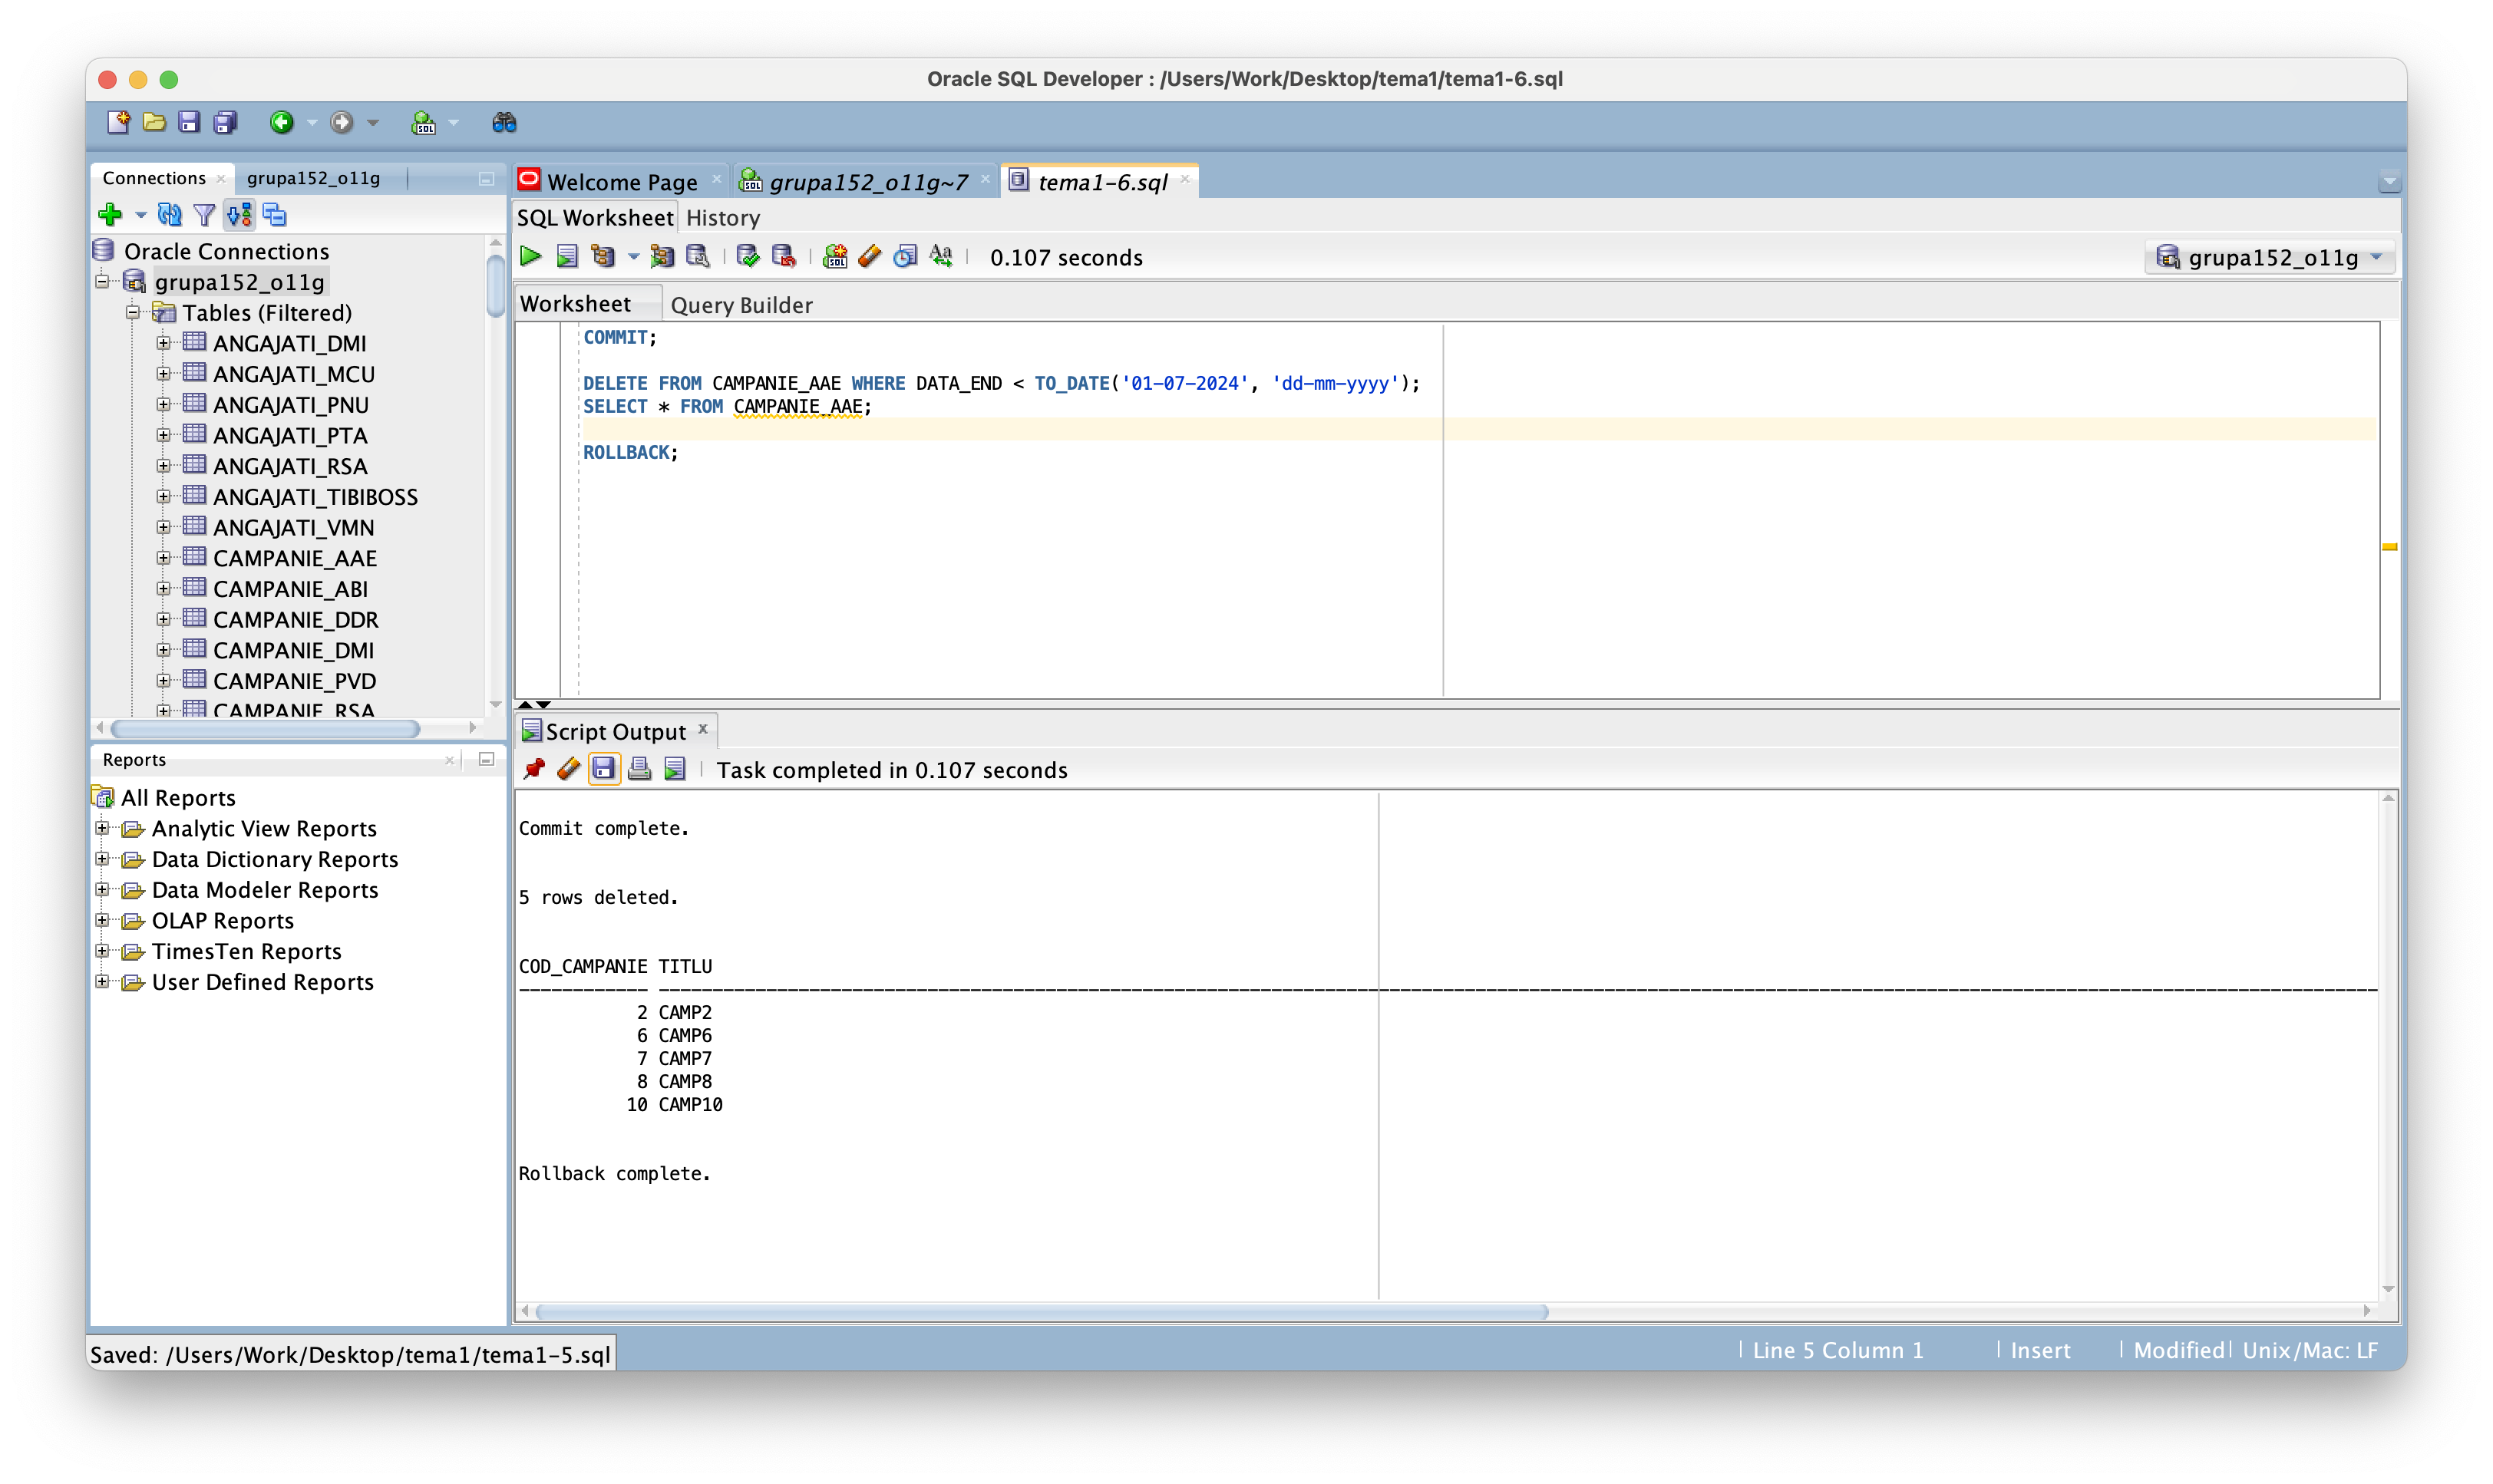 Oracle SQL Developer : /Users/Work/Desktop/tema1/tema1-6.sql
Connections
grupa152_o11g
Oracle Connections
grupa152_o11g
Tables (Filtered)
ANGAJATI_DMI
ANGAJATI_MCU
ANGAJATI_PNU
ANGAJATI_PTA
ANGAJATI_RSA
ANGAJATI_TIBIBOSS
ANGAJATI_VMN
CAMPANIE_AAE
CAMPANIE_ABI
CAMPANIE_DDR
CAMPANIE_DMI
CAMPANIE_PVD
CAMPANIE_RSA
Reports
All Reports
Analytic View Reports
Data Dictionary Reports
Data Modeler Reports
OLAP Reports
TimesTen Reports
User Defined Reports
Welcome Page
grupa152_o11g~7
tema1-6.sql
SQL Worksheet History
0.107 seconds
grupa152_o11g
Worksheet Query Builder
COMMIT;
DELETE FROM CAMPANIE_AAE WHERE DATA_END < TO_DATE('01-07-2024', 'dd-mm-yyyy');
SELECT * FROM CAMPANIE_AAE;
ROLLBACK;
Script Output
Task completed in 0.107 seconds
Commit complete.
5 rows deleted.
COD_CAMPANIE TITLU
2 CAMP2
6 CAMP6
7 CAMP7
8 CAMP8
10 CAMP10
Rollback complete.
Saved: /Users/Work/Desktop/tema1/tema1-5.sql
Line 5 Column 1
Insert
Modified
Unix/Mac: LF